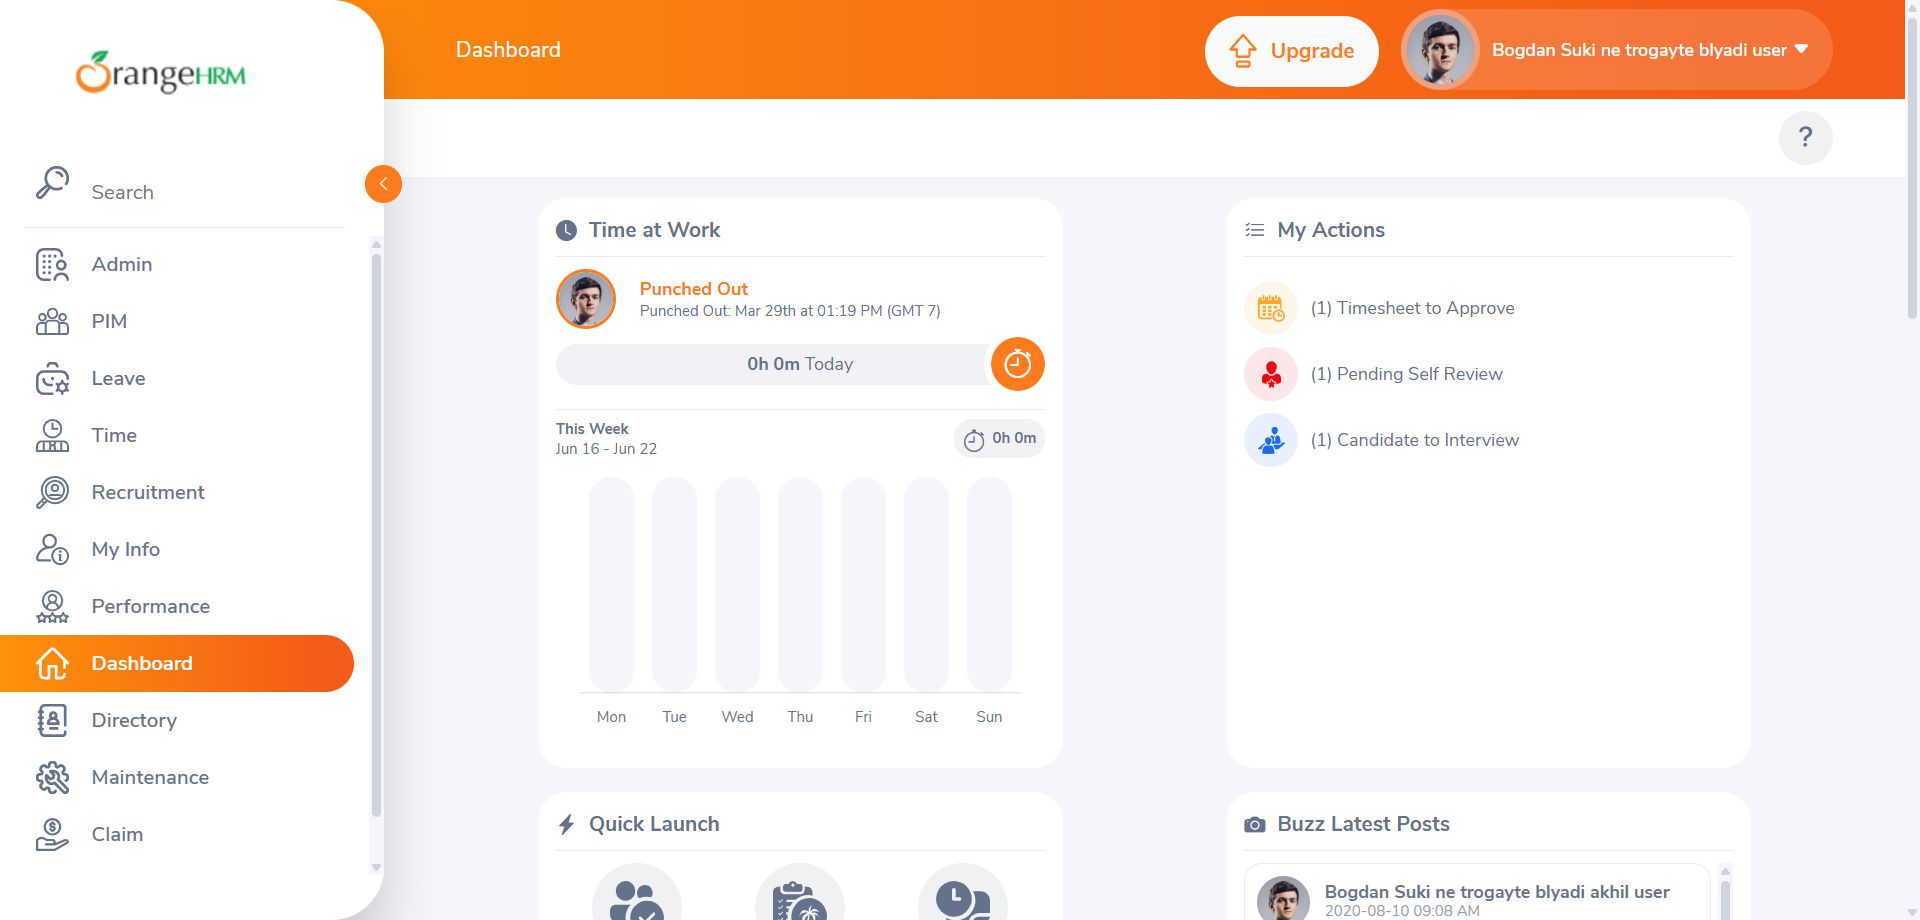 OrangeHRM
Dashboard
Upgrade
Bogdan Suki ne trogayte blyadi user
?
Search
Admin
PIM
Leave
Time
Recruitment
My Info
Performance
Dashboard
Directory
Maintenance
Claim
Time at Work
Punched Out
Punched Out: Mar 29th at 01:19 PM (GMT 7)
0h 0m Today
This Week
Jun 16 - Jun 22
0h 0m
Mon Tue Wed Thu Fri Sat Sun
My Actions
(1) Timesheet to Approve
(1) Pending Self Review
(1) Candidate to Interview
Quick Launch
Buzz Latest Posts
Bogdan Suki ne trogayte blyadi akhil user
2020-08-10 09:08 AM